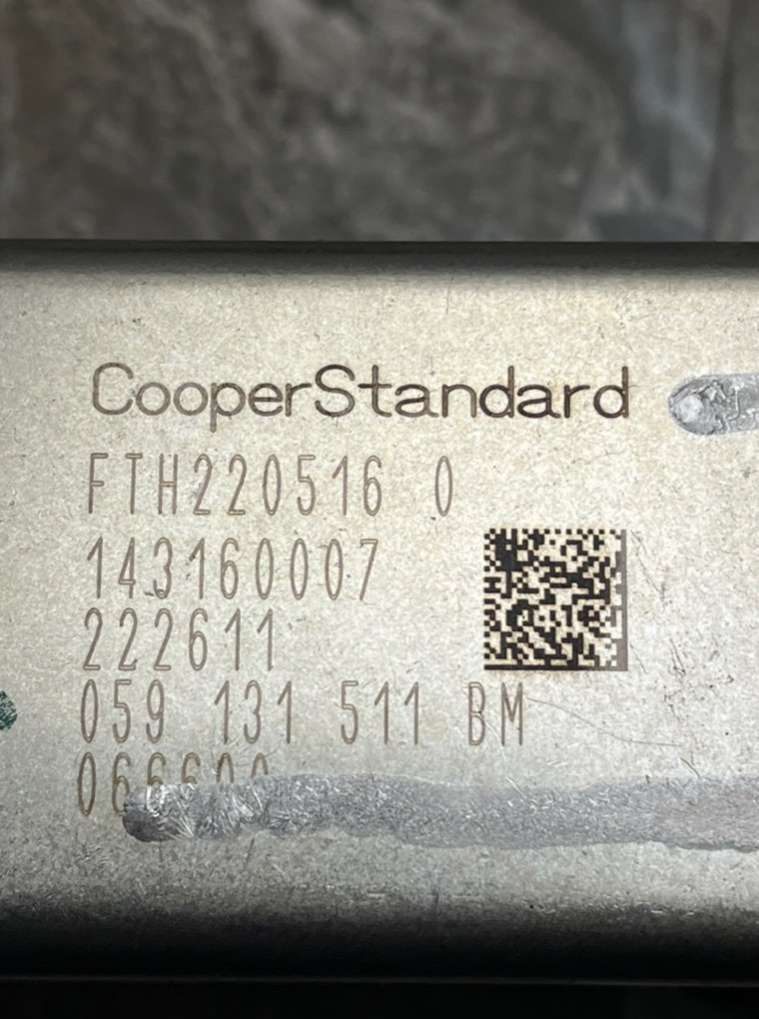 CooperStandard
FTH220516 0
143160007
222611
059 131 511 BM